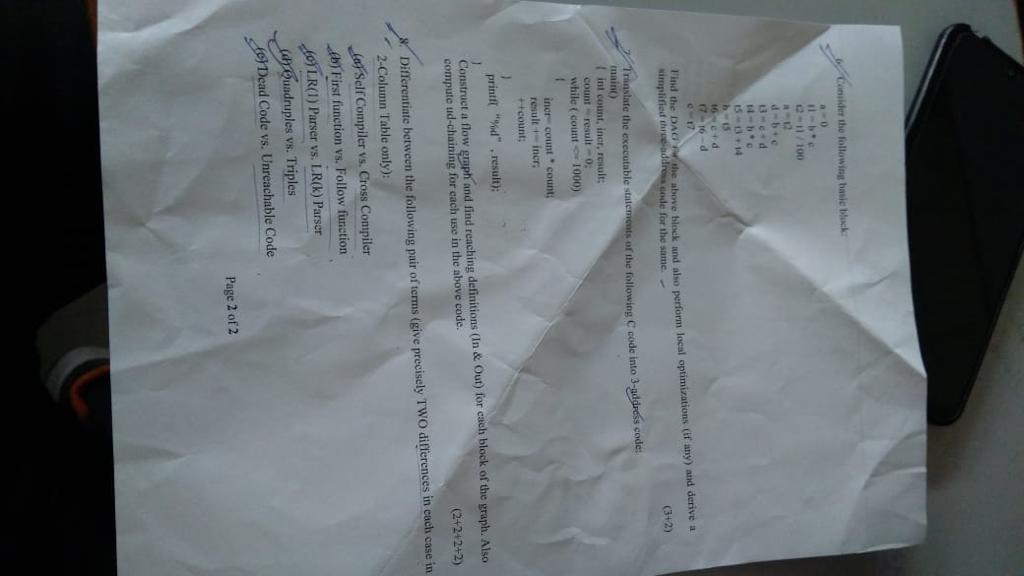 6. Consider the following basic block:
a = 0
t1 = b * c
t2 = t1 / 100
a = t2
d = b + c
t3 = c + d
t4 = b + c
t5 = t3 + t4
b = t5
t6 = c + d
t7 = t6 - d
c = t7
Find the DAG for the above block and also perform local optimizations (if any) and derive a
simplified three-address code for the same. (3+2)
7. Translate the executable statements of the following C code into 3-address code:
main()
{ int count, incr, result;
count = result = 0;
while ( count <= 1000)
{
incr= count * count;
result += incr;
++count;
}
printf( "%d" , result);
}
Construct a flow graph and find reaching definitions (In & Out) for each block of the graph. Also
compute ud-chaining for each use in the above code. (2+2+2+2)
8. Differentiate between the following pair of terms (give precisely TWO differences in each case in
2-Column Table only):
Self Compiler vs. Cross Compiler
First function vs. Follow function
LR(1) Parser vs. LR(k) Parser
Quadruples vs. Triples
Dead Code vs. Unreachable Code
Page 2 of 2